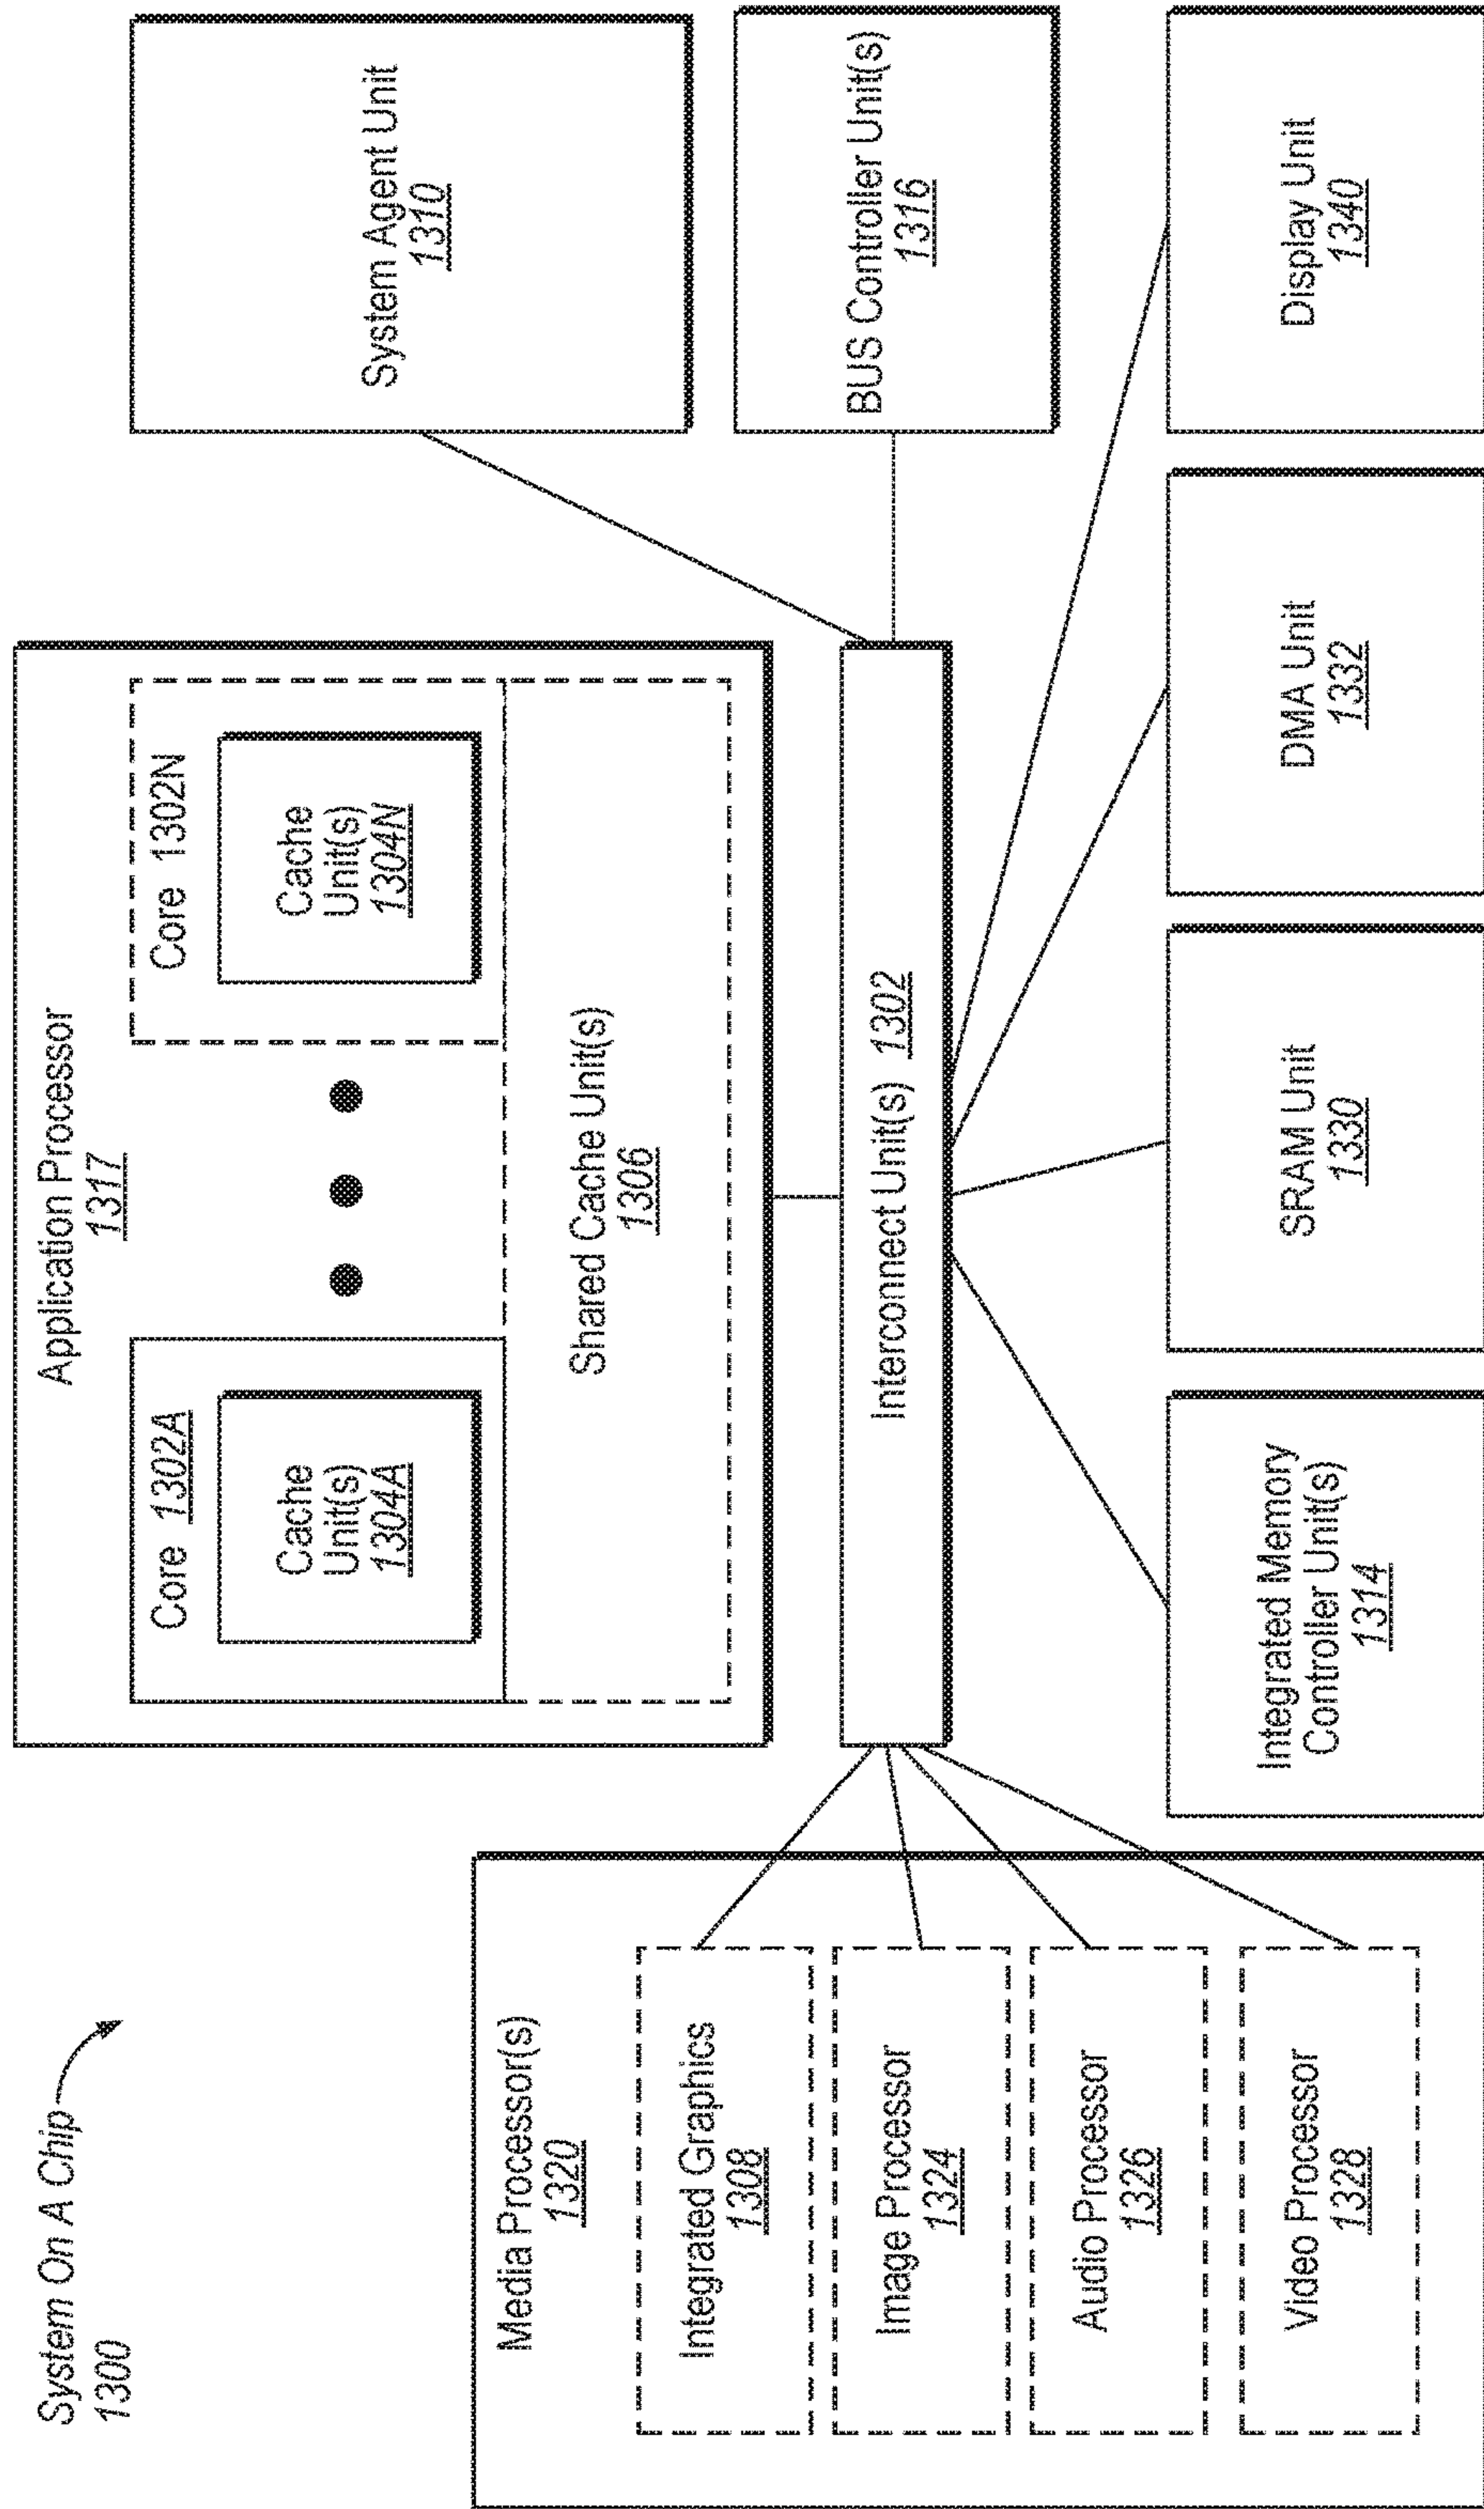 System On A Chip
1300
Application Processor
1317
Core 1302A
Cache
Unit(s)
1304A
Core 1302N
Cache
Unit(s)
1304N
Shared Cache Unit(s)
1306
System Agent Unit
1310
Media Processor(s)
1320
Integrated Graphics
1308
Image Processor
1324
Audio Processor
1326
Video Processor
1328
Interconnect Unit(s) 1302
BUS Controller Unit(s)
1316
Integrated Memory
Controller Unit(s)
1314
SRAM Unit
1330
DMA Unit
1332
Display Unit
1340